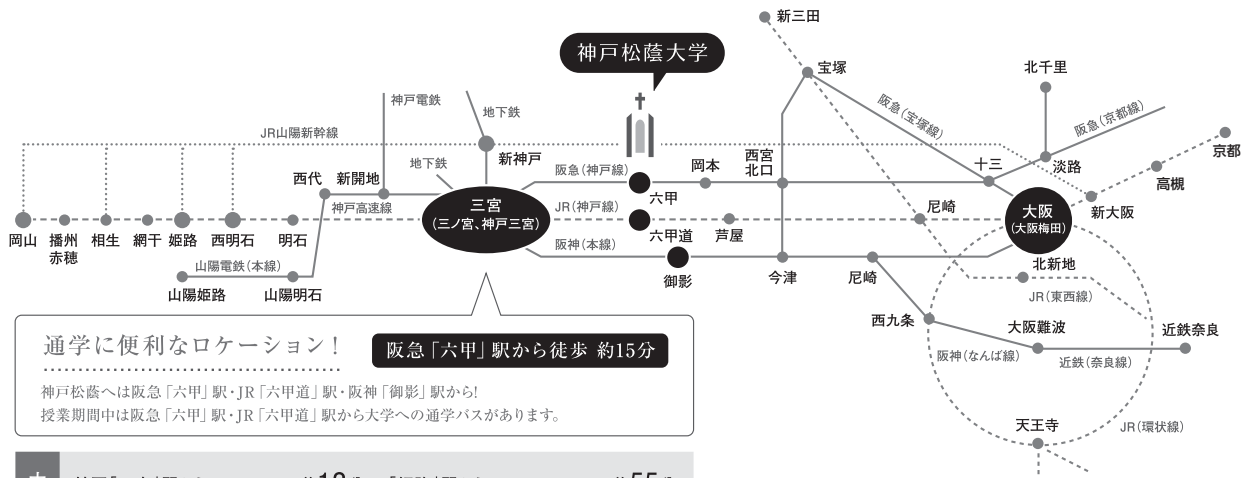 神戸松蔭大学
新三田
宝塚
北千里
阪急(宝塚線)
阪急(京都線)
京都
神戸電鉄
地下鉄
JR山陽新幹線
新神戸
地下鉄
阪急(神戸線)
岡本
西宮
北口
十三
淡路
高槻
西代
新開地
神戸高速線
三宮
(三ノ宮、神戸三宮)
六甲
JR(神戸線)
尼崎
大阪
(大阪梅田)
新大阪
岡山
播州
赤穂
相生
網干
姫路
西明石
明石
六甲道
芦屋
阪神(本線)
山陽電鉄(本線)
山陽姫路
山陽明石
御影
今津
尼崎
北新地
JR(東西線)
西九条
大阪難波
近鉄奈良
阪神(なんば線)
近鉄(奈良線)
天王寺
JR(環状線)
通学に便利なロケーション!
阪急「六甲」駅から徒歩 約15分
神戸松蔭へは阪急「六甲」駅・JR「六甲道」駅・阪神「御影」駅から!
授業期間中は阪急「六甲」駅・JR「六甲道」駅から大学への通学バスがあります。